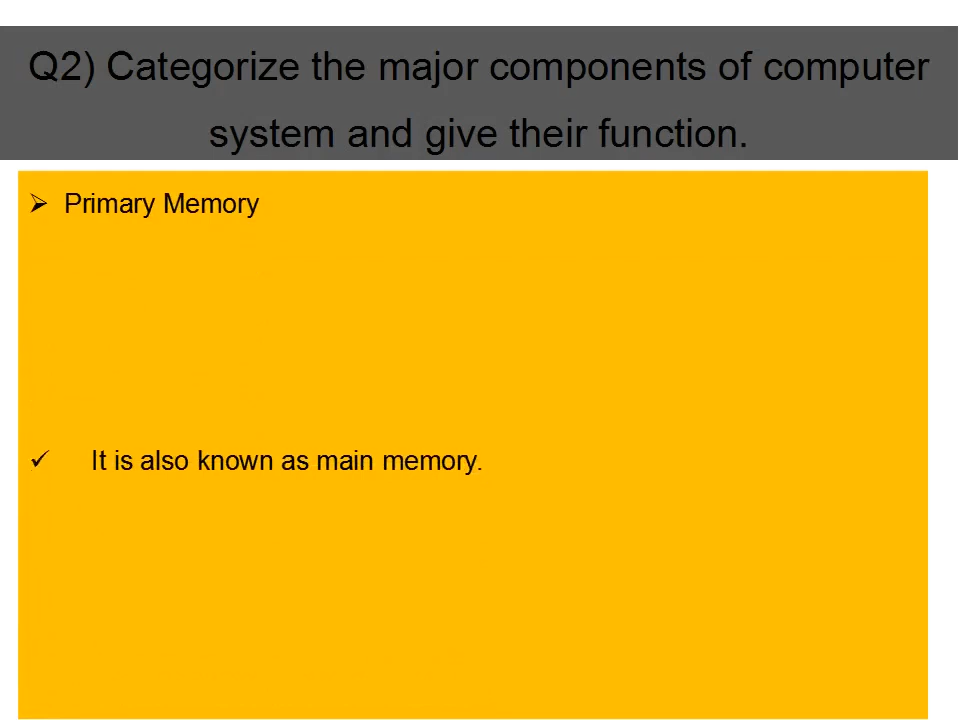 Q2) Categorize the major components of computer
system and give their function.
➢ Primary Memory
✓ It is also known as main memory.